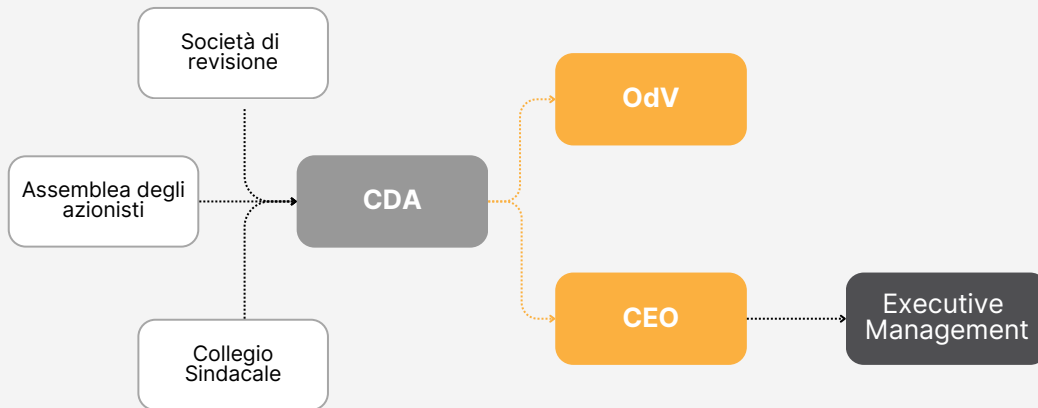 Società di
revisione
OdV
Assemblea degli
azionisti
CDA
CEO
Executive
Management
Collegio
Sindacale